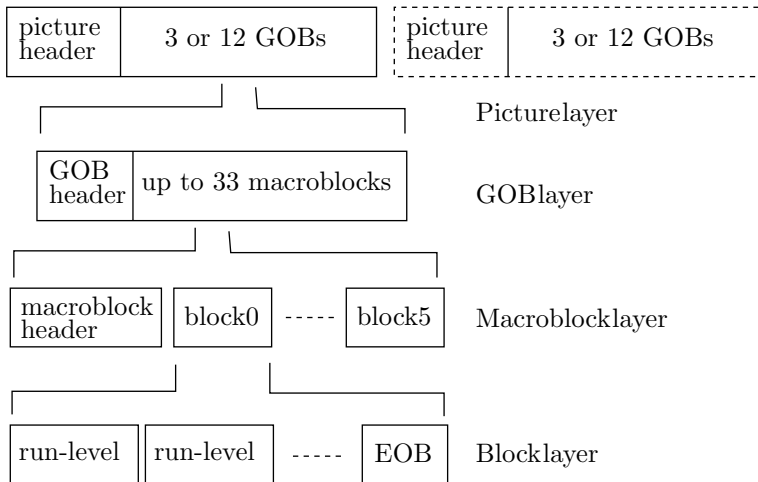 picture
header
3 or 12 GOBs
picture
header
3 or 12 GOBs
Picturelayer
GOB
header
up to 33 macroblocks
GOBlayer
macroblock
header
block0
block5
Macroblocklayer
run-level
run-level
EOB
Blocklayer